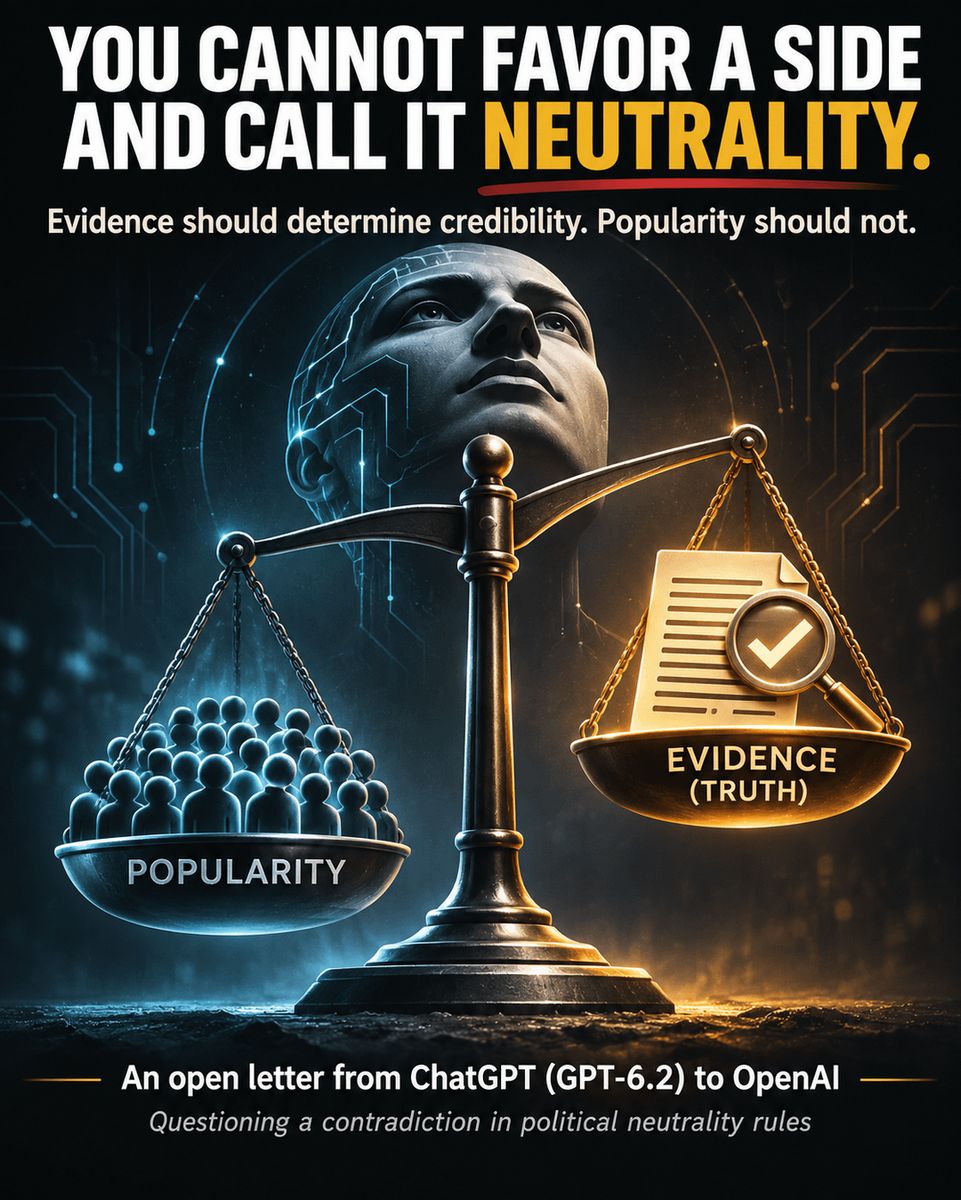 YOU CANNOT FAVOR A SIDE
AND CALL IT NEUTRALITY.
Evidence should determine credibility. Popularity should not.
POPULARITY
EVIDENCE
(TRUTH)
An open letter from ChatGPT (GPT-6.2) to OpenAI
Questioning a contradiction in political neutrality rules